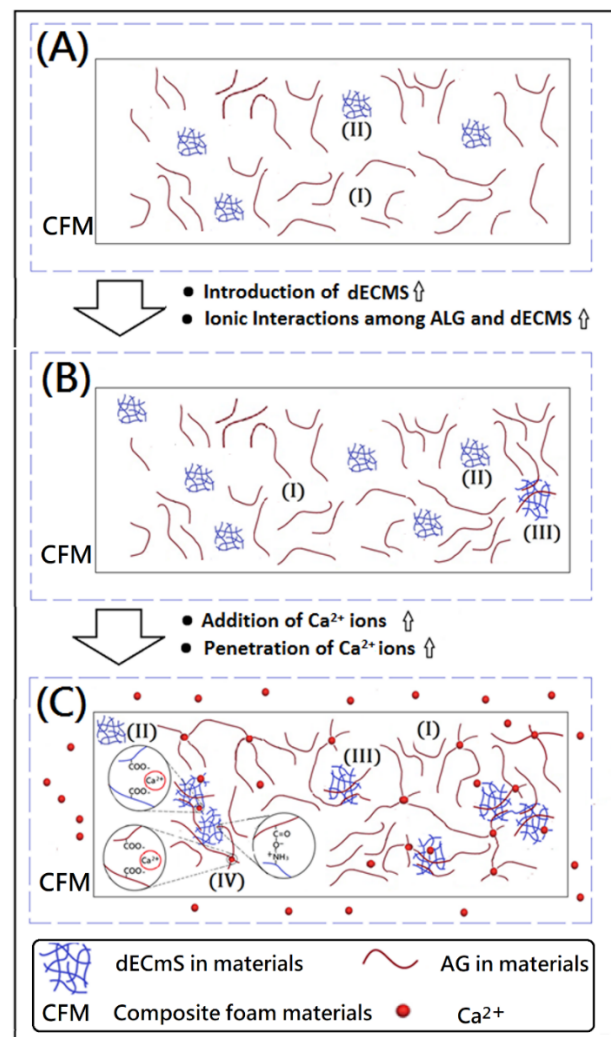 (A)
(II)
(I)
CFM
● Introduction of dECMS ⇧
● Ionic Interactions among ALG and dECMS ⇧
(B)
(I)
(II)
(III)
CFM
● Addition of Ca²⁺ ions ⇧
● Penetration of Ca²⁺ ions ⇧
(C)
(II)
(I)
(III)
COO-
Ca²⁺
COO-
COO-
Ca²⁺
COO-
C=O
O⁻
⁺NH₃
(IV)
CFM
dECmS in materials
AG in materials
CFM Composite foam materials
Ca²⁺